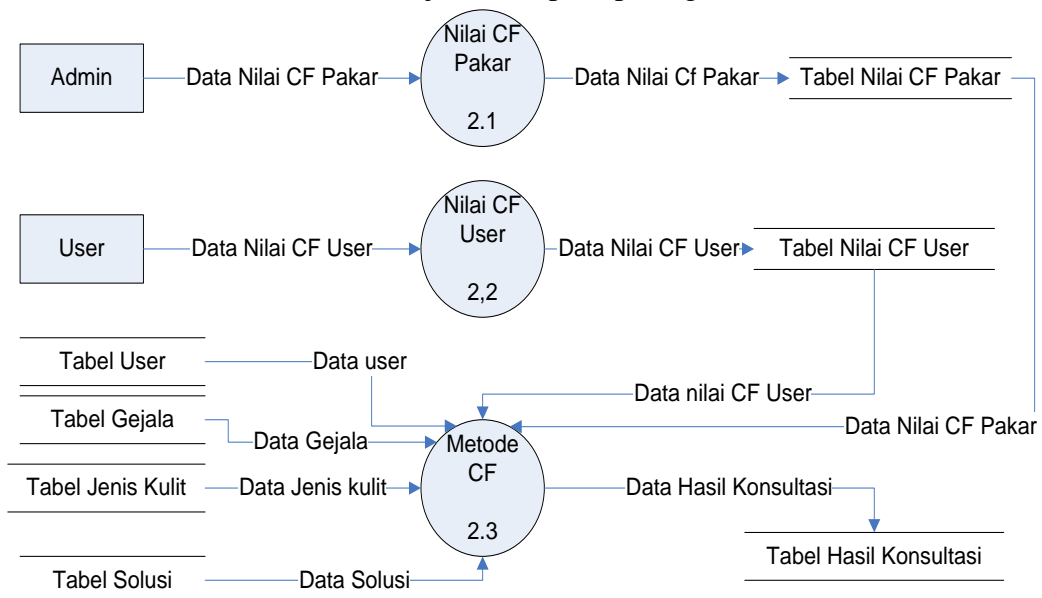 Nilai CF
Pakar
2.1
Admin
Data Nilai CF Pakar
Data Nilai Cf Pakar
Tabel Nilai CF Pakar
Nilai CF
User
2,2
User
Data Nilai CF User
Data Nilai CF User
Tabel Nilai CF User
Tabel User
Data user
Data nilai CF User
Tabel Gejala
Data Gejala
Data Nilai CF Pakar
Metode
CF
2.3
Tabel Jenis Kulit
Data Jenis kulit
Data Hasil Konsultasi
Tabel Hasil Konsultasi
Tabel Solusi
Data Solusi